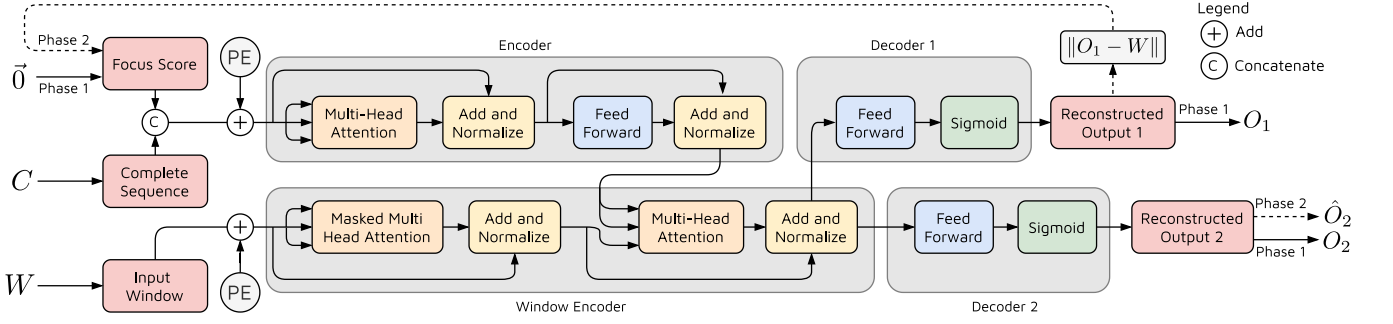 Legend
+ Add
C Concatenate
Phase 2
$\vec{0}$
Phase 1
Focus Score
PE
C
+
Complete
Sequence
C
Encoder
Multi-Head
Attention
Add and
Normalize
Feed
Forward
Add and
Normalize
Decoder 1
Feed
Forward
Sigmoid
‖O₁ − W‖
Reconstructed
Output 1
Phase 1
O₁
W
Input
Window
+
PE
Masked Multi
Head Attention
Add and
Normalize
Multi-Head
Attention
Add and
Normalize
Window Encoder
Feed
Forward
Sigmoid
Decoder 2
Reconstructed
Output 2
Phase 2
Ô₂
Phase 1
O₂